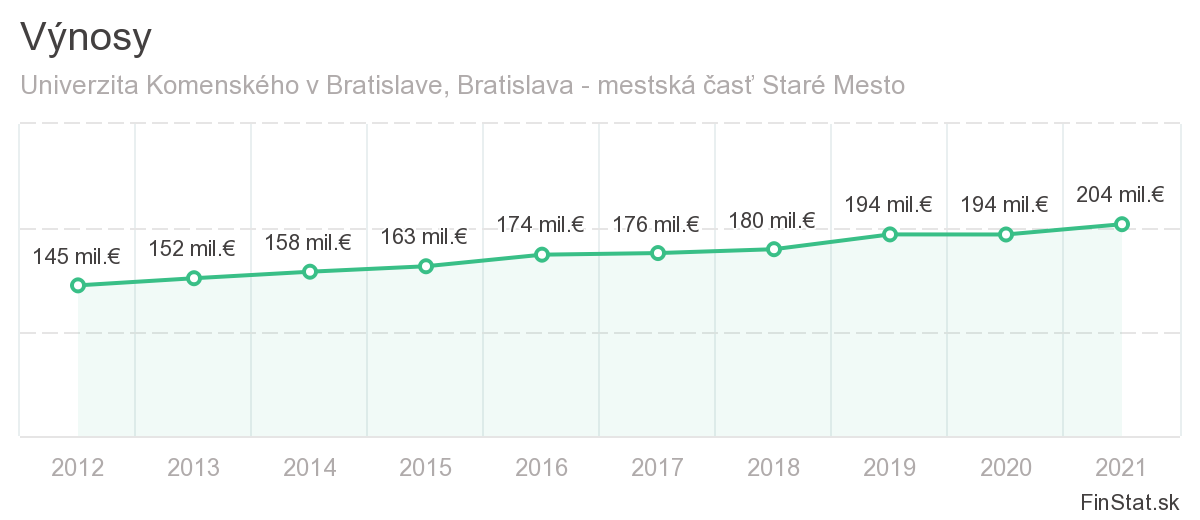 Výnosy
Univerzita Komenského v Bratislave, Bratislava - mestská časť Staré Mesto
145 mil.€ 152 mil.€ 158 mil.€ 163 mil.€ 174 mil.€ 176 mil.€ 180 mil.€ 194 mil.€ 194 mil.€ 204 mil.€
2012 2013 2014 2015 2016 2017 2018 2019 2020 2021
FinStat.sk